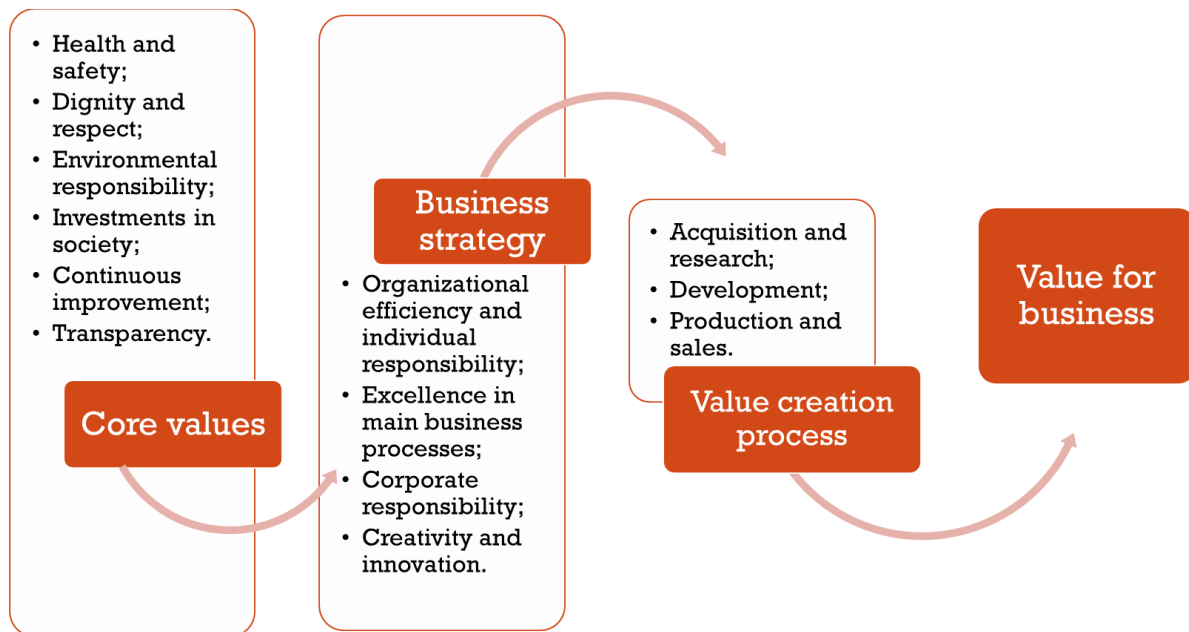 • Health and
safety;
• Dignity and
respect;
• Environmental
responsibility;
• Investments in
society;
• Continuous
improvement;
• Transparency.
Core values
Business
strategy
• Organizational
efficiency and
individual
responsibility;
• Excellence in
main business
processes;
• Corporate
responsibility;
• Creativity and
innovation.
• Acquisition and
research;
• Development;
• Production and
sales.
Value creation
process
Value for
business